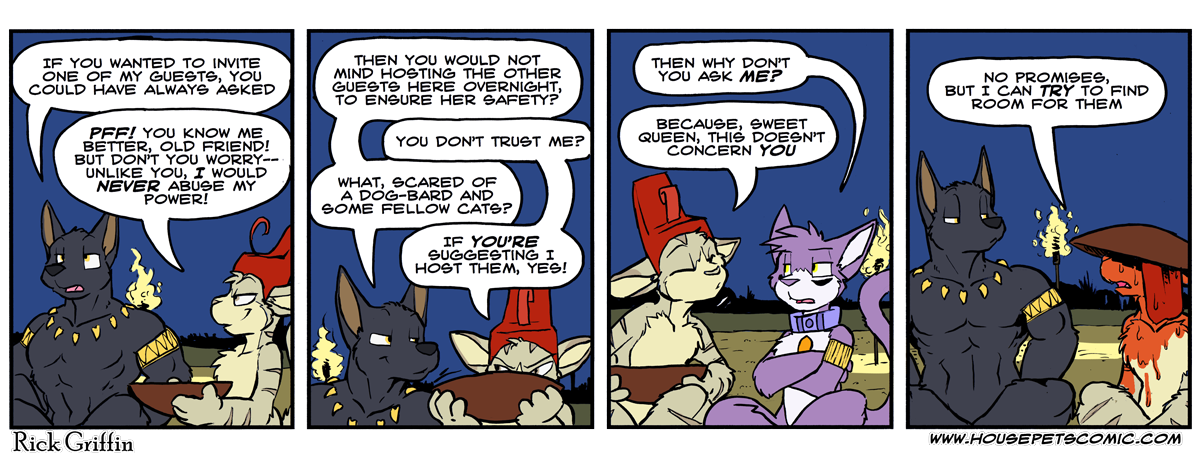 IF YOU WANTED TO INVITE
ONE OF MY GUESTS, YOU
COULD HAVE ALWAYS ASKED
PFF! YOU KNOW ME
BETTER, OLD FRIEND!
BUT DON'T YOU WORRY--
UNLIKE YOU, I WOULD
NEVER ABUSE MY
POWER!
THEN YOU WOULD NOT
MIND HOSTING THE OTHER
GUESTS HERE OVERNIGHT,
TO ENSURE HER SAFETY?
YOU DON'T TRUST ME?
WHAT, SCARED OF
A DOG-BARD AND
SOME FELLOW CATS?
IF YOU'RE
SUGGESTING I
HOST THEM, YES!
THEN WHY DON'T
YOU ASK ME?
BECAUSE, SWEET
QUEEN, THIS DOESN'T
CONCERN YOU
NO PROMISES,
BUT I CAN TRY TO FIND
ROOM FOR THEM
Rick Griffin
WWW.HOUSEPETSCOMIC.COM